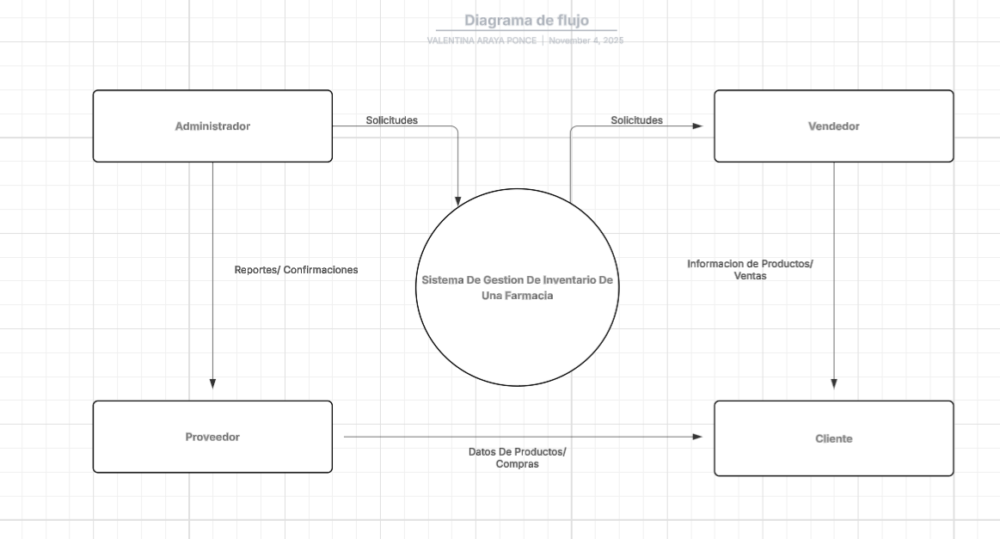 Diagrama de flujo
VALENTINA ARAYA PONCE | November 4, 2025
Administrador
Solicitudes
Solicitudes
Vendedor
Reportes/ Confirmaciones
Sistema De Gestion De Inventario De
Una Farmacia
Informacion de Productos/
Ventas
Proveedor
Datos De Productos/
Compras
Cliente